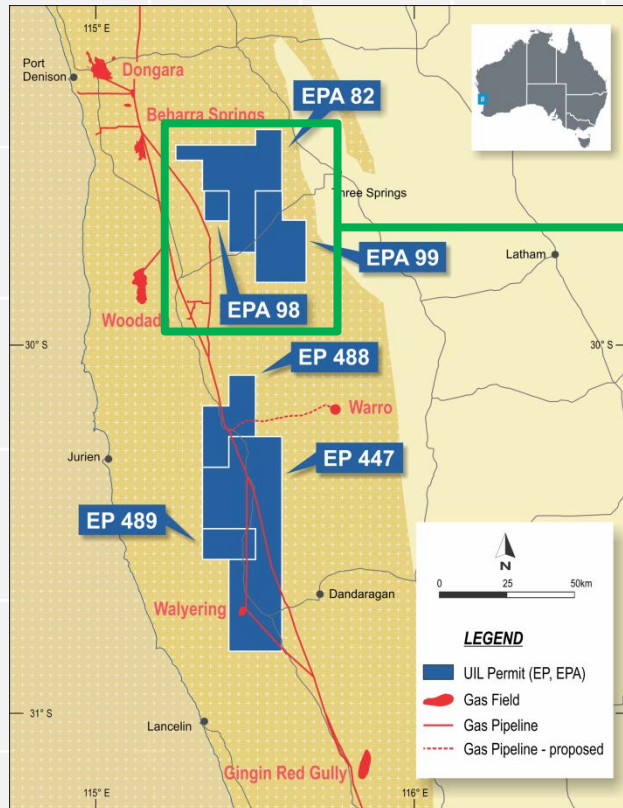 115° E
Port
Denison
Dongara
Beharra Springs
EPA 82
Three Springs
EPA 99
Latham
EPA 98
Woodad
30° S
30° S
EP 488
Warro
Jurien
EP 447
EP 489
N
0 25 50km
Dandaragan
Walyering
LEGEND
UIL Permit (EP, EPA)
Gas Field
Gas Pipeline
Gas Pipeline - proposed
31° S
Lancelin
Gingin Red Gully
115° E
116° E